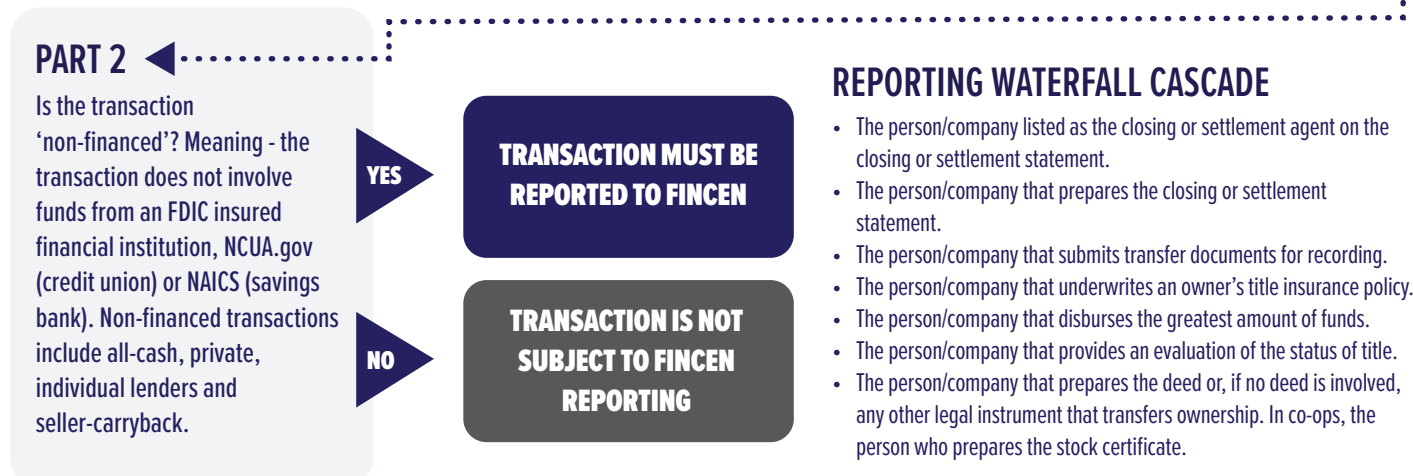 PART 2
Is the transaction
‘non-financed’? Meaning - the
transaction does not involve
funds from an FDIC insured
financial institution, NCUA.gov
(credit union) or NAICS (savings
bank). Non-financed transactions
include all-cash, private,
individual lenders and
seller-carryback.
YES
TRANSACTION MUST BE
REPORTED TO FINCEN
NO
TRANSACTION IS NOT
SUBJECT TO FINCEN
REPORTING
REPORTING WATERFALL CASCADE
• The person/company listed as the closing or settlement agent on the
closing or settlement statement.
• The person/company that prepares the closing or settlement
statement.
• The person/company that submits transfer documents for recording.
• The person/company that underwrites an owner’s title insurance policy.
• The person/company that disburses the greatest amount of funds.
• The person/company that provides an evaluation of the status of title.
• The person/company that prepares the deed or, if no deed is involved,
any other legal instrument that transfers ownership. In co-ops, the
person who prepares the stock certificate.